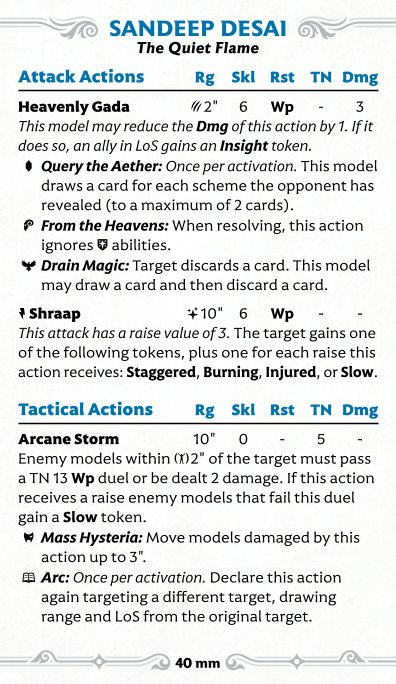 SANDEEP DESAI
The Quiet Flame
Attack Actions Rg Skl Rst TN Dmg
Heavenly Gada 2" 6 Wp - 3
This model may reduce the Dmg of this action by 1. If it
does so, an ally in LoS gains an Insight token.
Query the Aether: Once per activation. This model
draws a card for each scheme the opponent has
revealed (to a maximum of 2 cards).
From the Heavens: When resolving, this action
ignores abilities.
Drain Magic: Target discards a card. This model
may draw a card and then discard a card.
Shraap 10" 6 Wp - -
This attack has a raise value of 3. The target gains one
of the following tokens, plus one for each raise this
action receives: Staggered, Burning, Injured, or Slow.
Tactical Actions Rg Skl Rst TN Dmg
Arcane Storm 10" 0 - 5 -
Enemy models within 2" of the target must pass
a TN 13 Wp duel or be dealt 2 damage. If this action
receives a raise enemy models that fail this duel
gain a Slow token.
Mass Hysteria: Move models damaged by this
action up to 3".
Arc: Once per activation. Declare this action
again targeting a different target, drawing
range and LoS from the original target.
40 mm